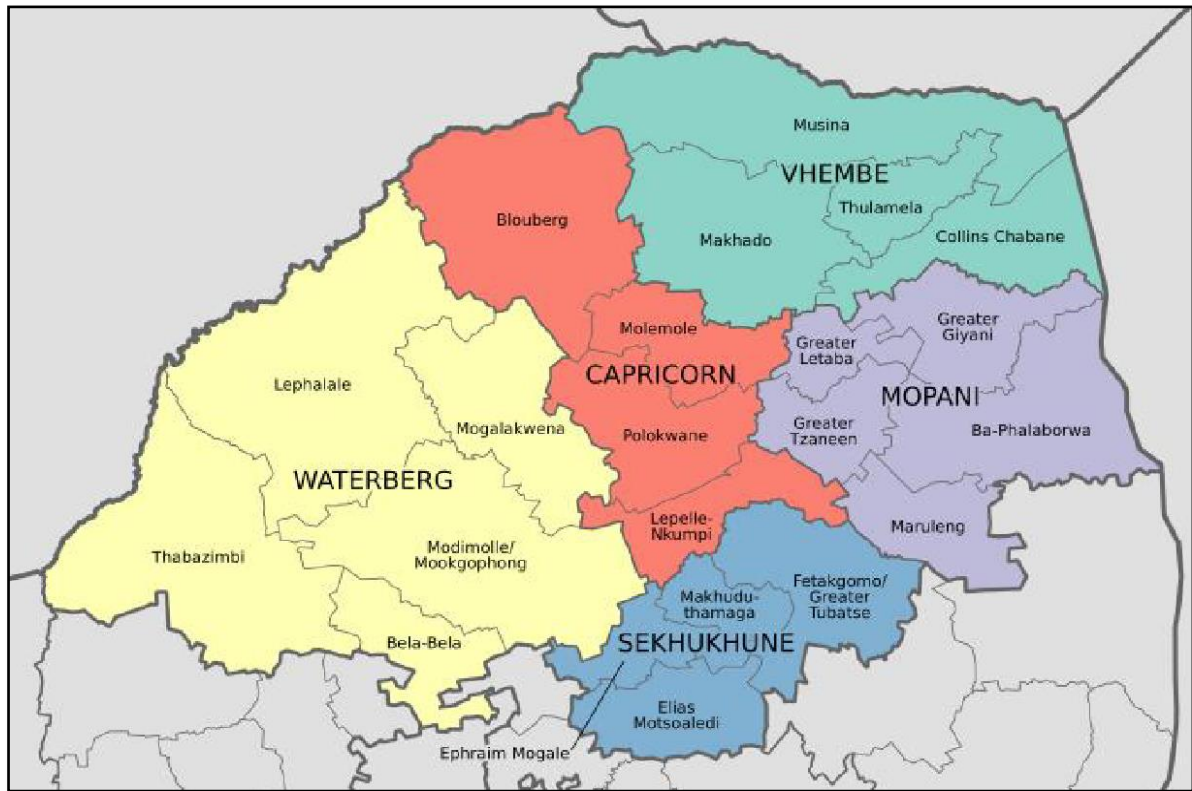 Musina
VHEMBE
Thulamela
Blouberg
Makhado
Collins Chabane
Molemole
Greater
Giyani
Greater
Letaba
CAPRICORN
Lephalale
MOPANI
Mogalakwena
Polokwane
Greater
Tzaneen
Ba-Phalaborwa
WATERBERG
Lepelle-
Nkumpi
Maruleng
Thabazimbi
Modimolle/
Mookgophong
Makhudu-
thamaga
Fetakgomo/
Greater
Tubatse
Bela-Bela
SEKHUKHUNE
Elias
Motsoaledi
Ephraim Mogale